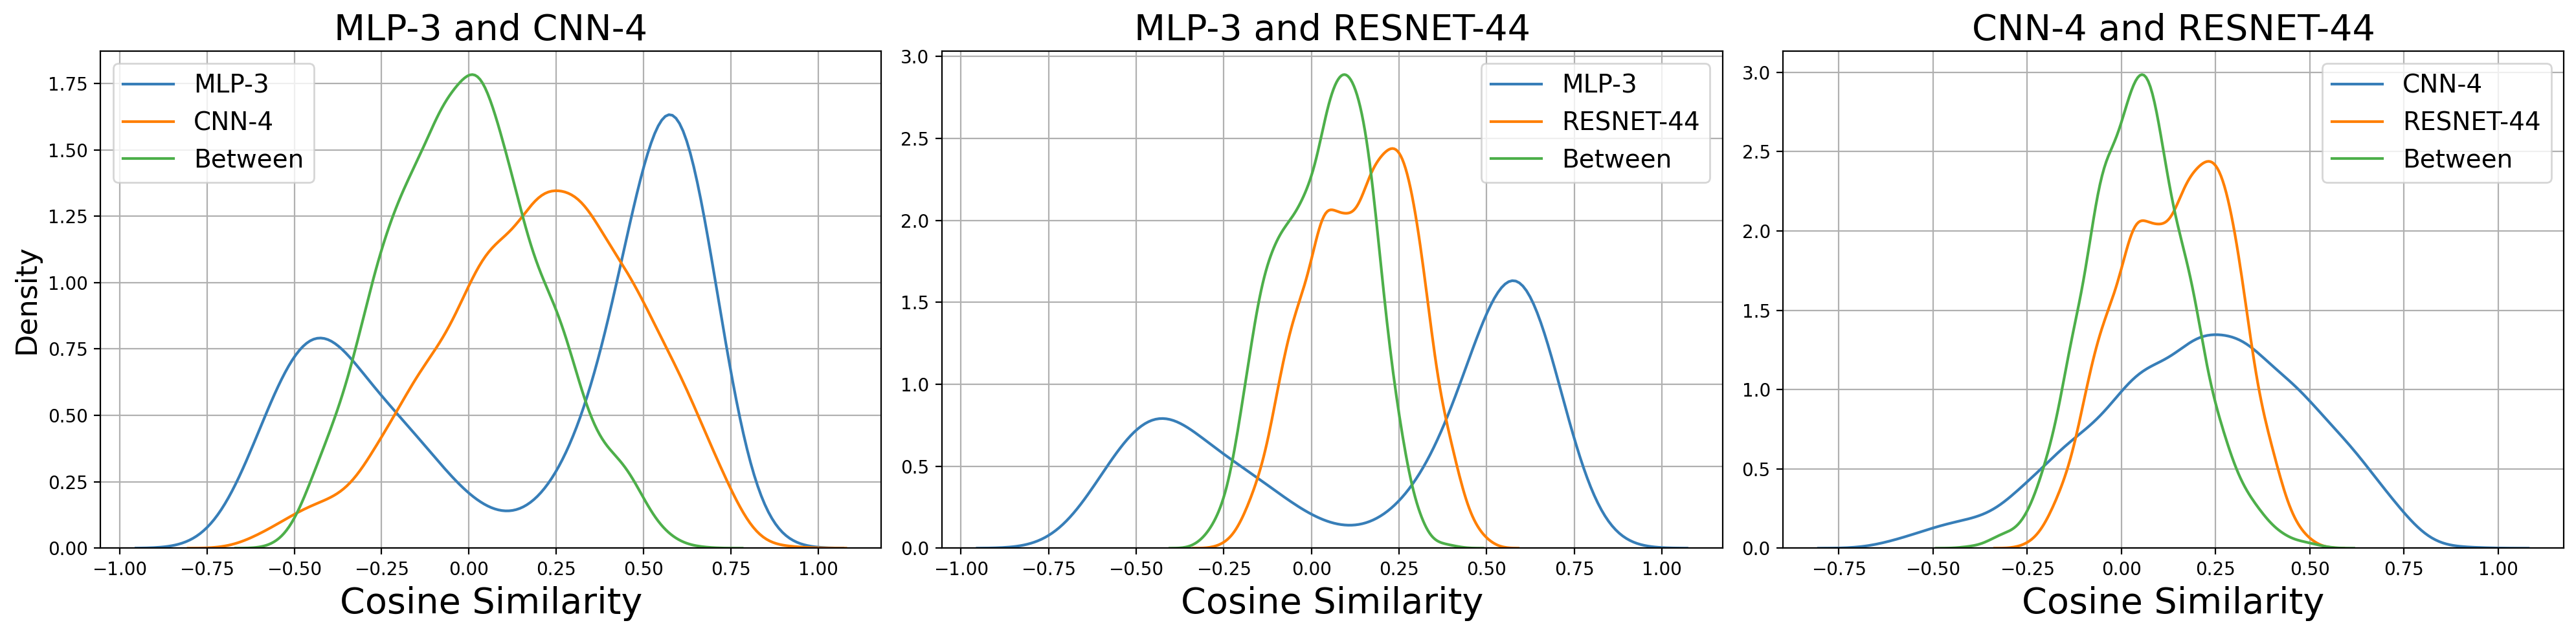 MLP-3 and CNN-4
MLP-3
CNN-4
Between
Density
0.00
0.25
0.50
0.75
1.00
1.25
1.50
1.75
−1.00 −0.75 −0.50 −0.25 0.00 0.25 0.50 0.75 1.00
Cosine Similarity
MLP-3 and RESNET-44
MLP-3
RESNET-44
Between
0.0
0.5
1.0
1.5
2.0
2.5
3.0
−1.00 −0.75 −0.50 −0.25 0.00 0.25 0.50 0.75 1.00
Cosine Similarity
CNN-4 and RESNET-44
CNN-4
RESNET-44
Between
0.0
0.5
1.0
1.5
2.0
2.5
3.0
−0.75 −0.50 −0.25 0.00 0.25 0.50 0.75 1.00
Cosine Similarity